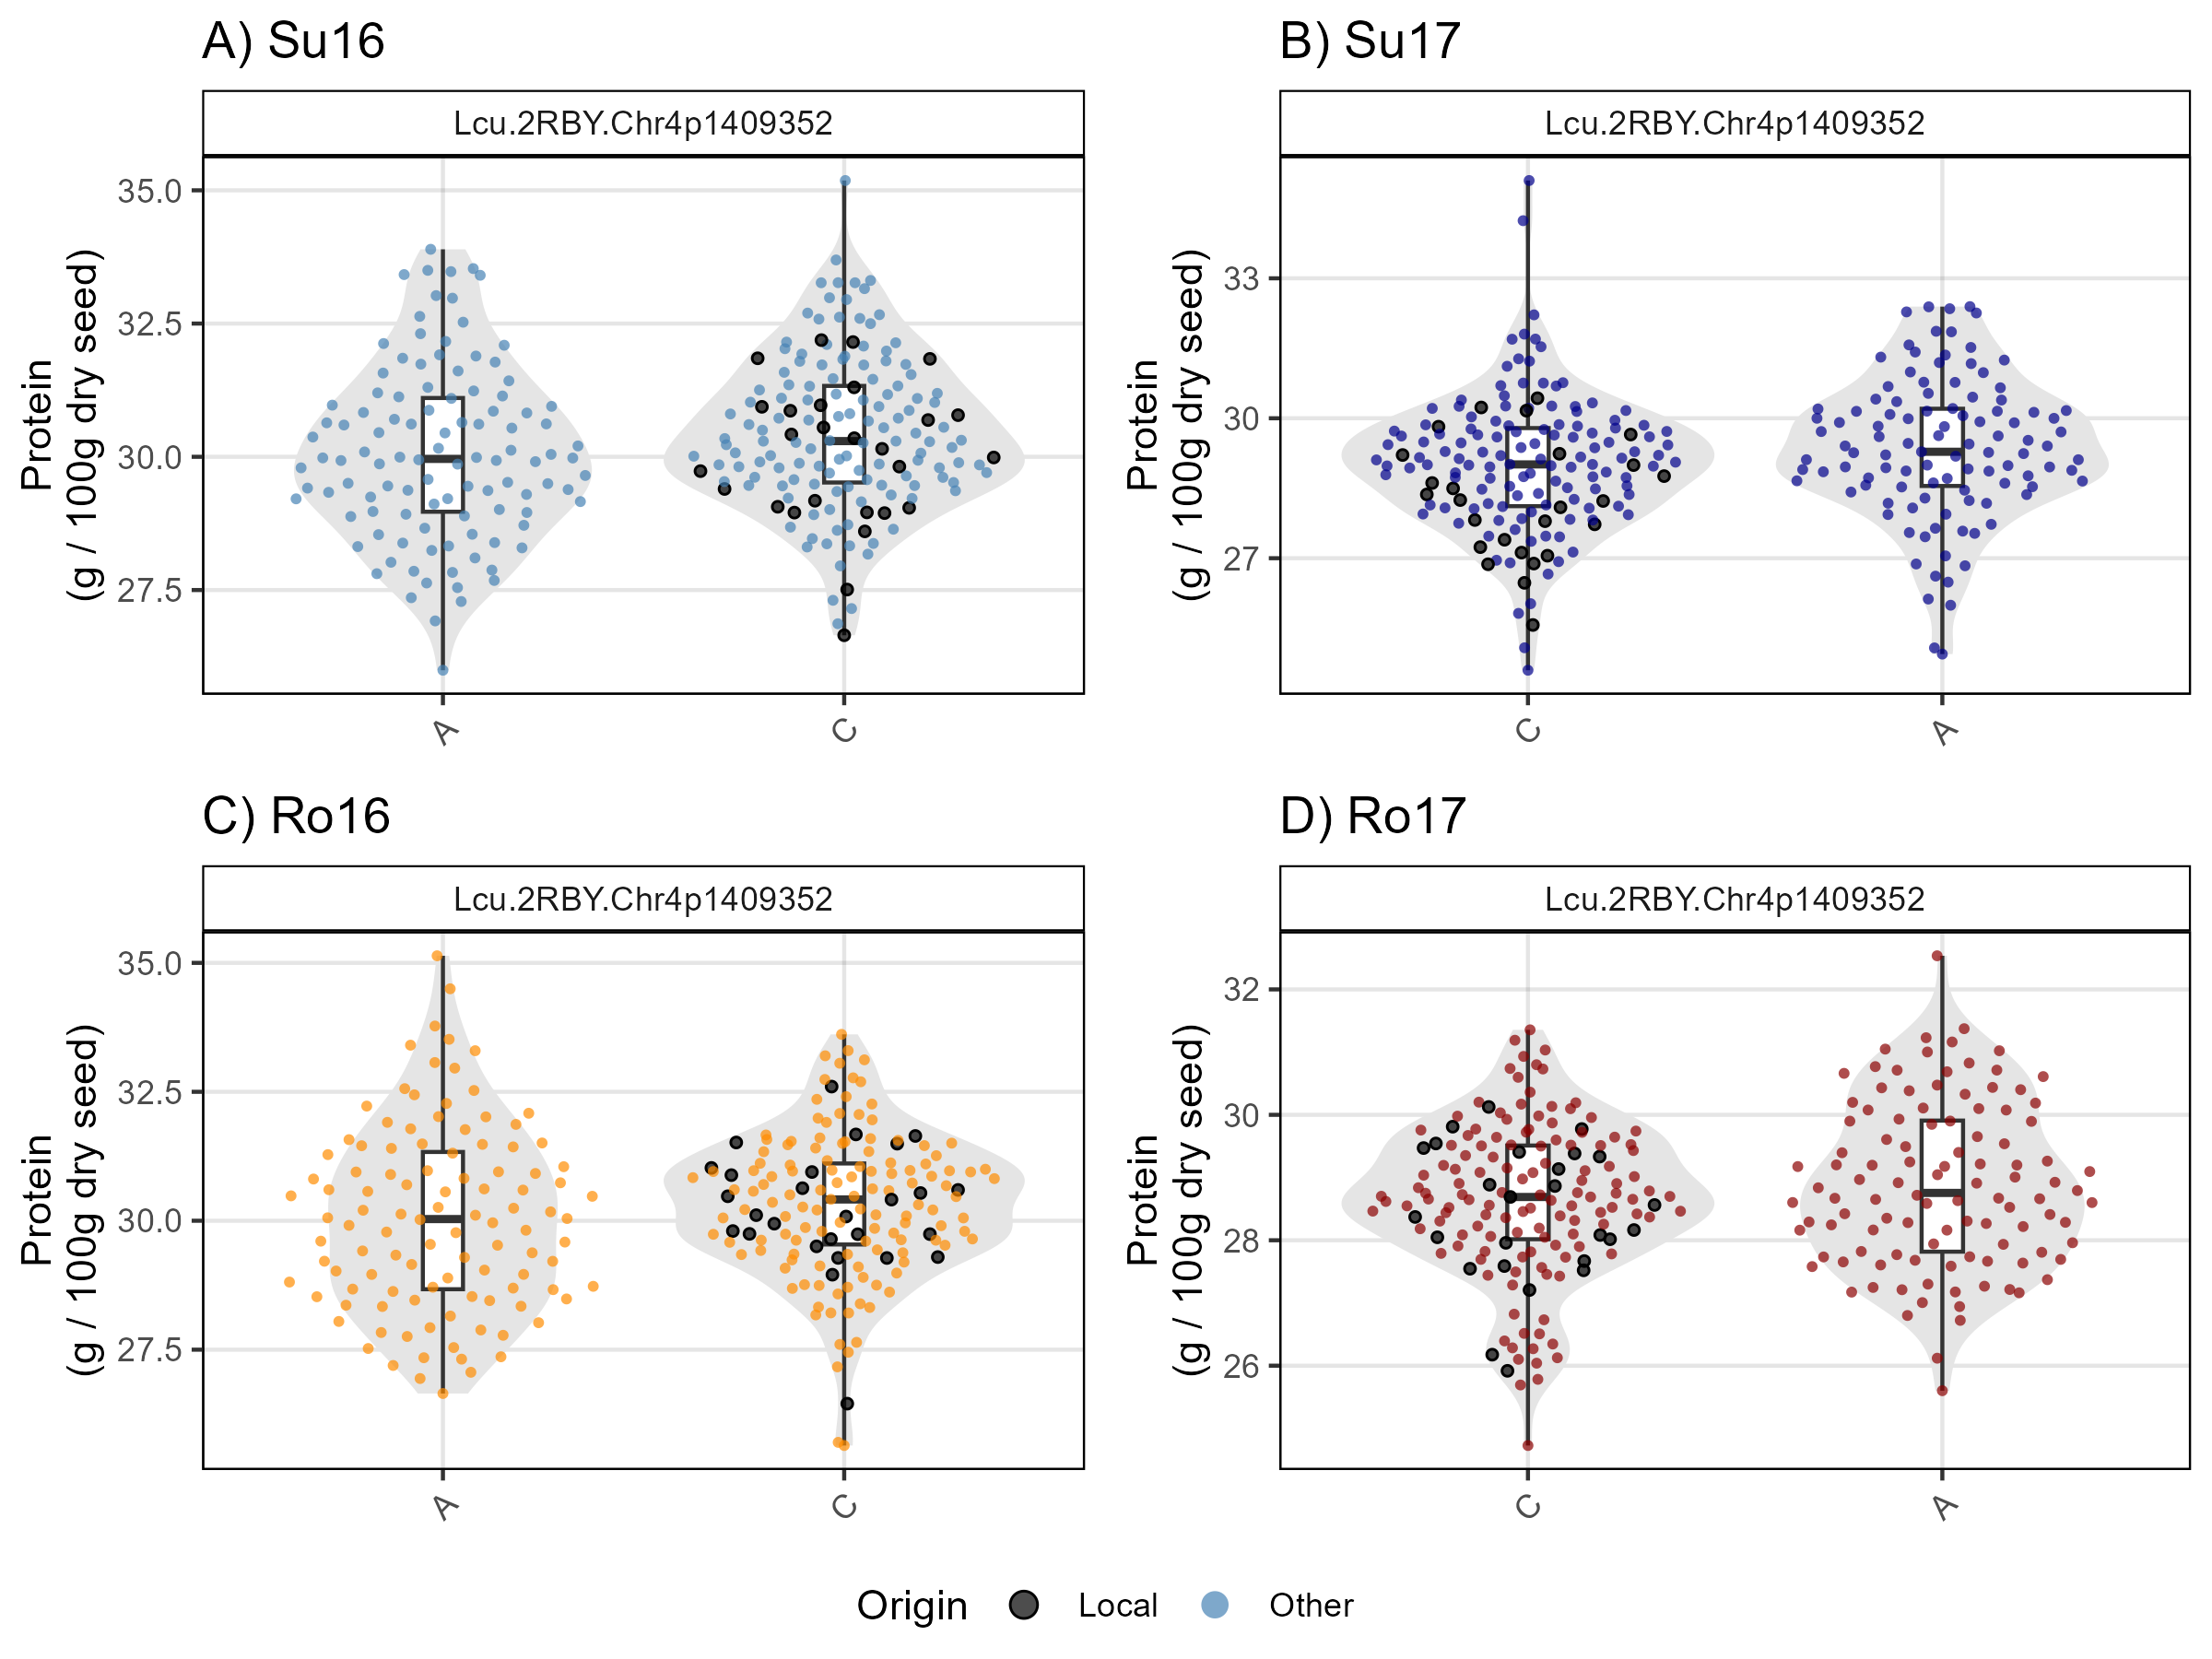 A) Su16
Lcu.2RBY.Chr4p1409352
Protein
(g / 100g dry seed)
35.0
32.5
30.0
27.5
A
C
B) Su17
Lcu.2RBY.Chr4p1409352
Protein
(g / 100g dry seed)
33
30
27
C
A
C) Ro16
Lcu.2RBY.Chr4p1409352
Protein
(g / 100g dry seed)
35.0
32.5
30.0
27.5
A
C
D) Ro17
Lcu.2RBY.Chr4p1409352
Protein
(g / 100g dry seed)
32
30
28
26
C
A
Origin
Local
Other